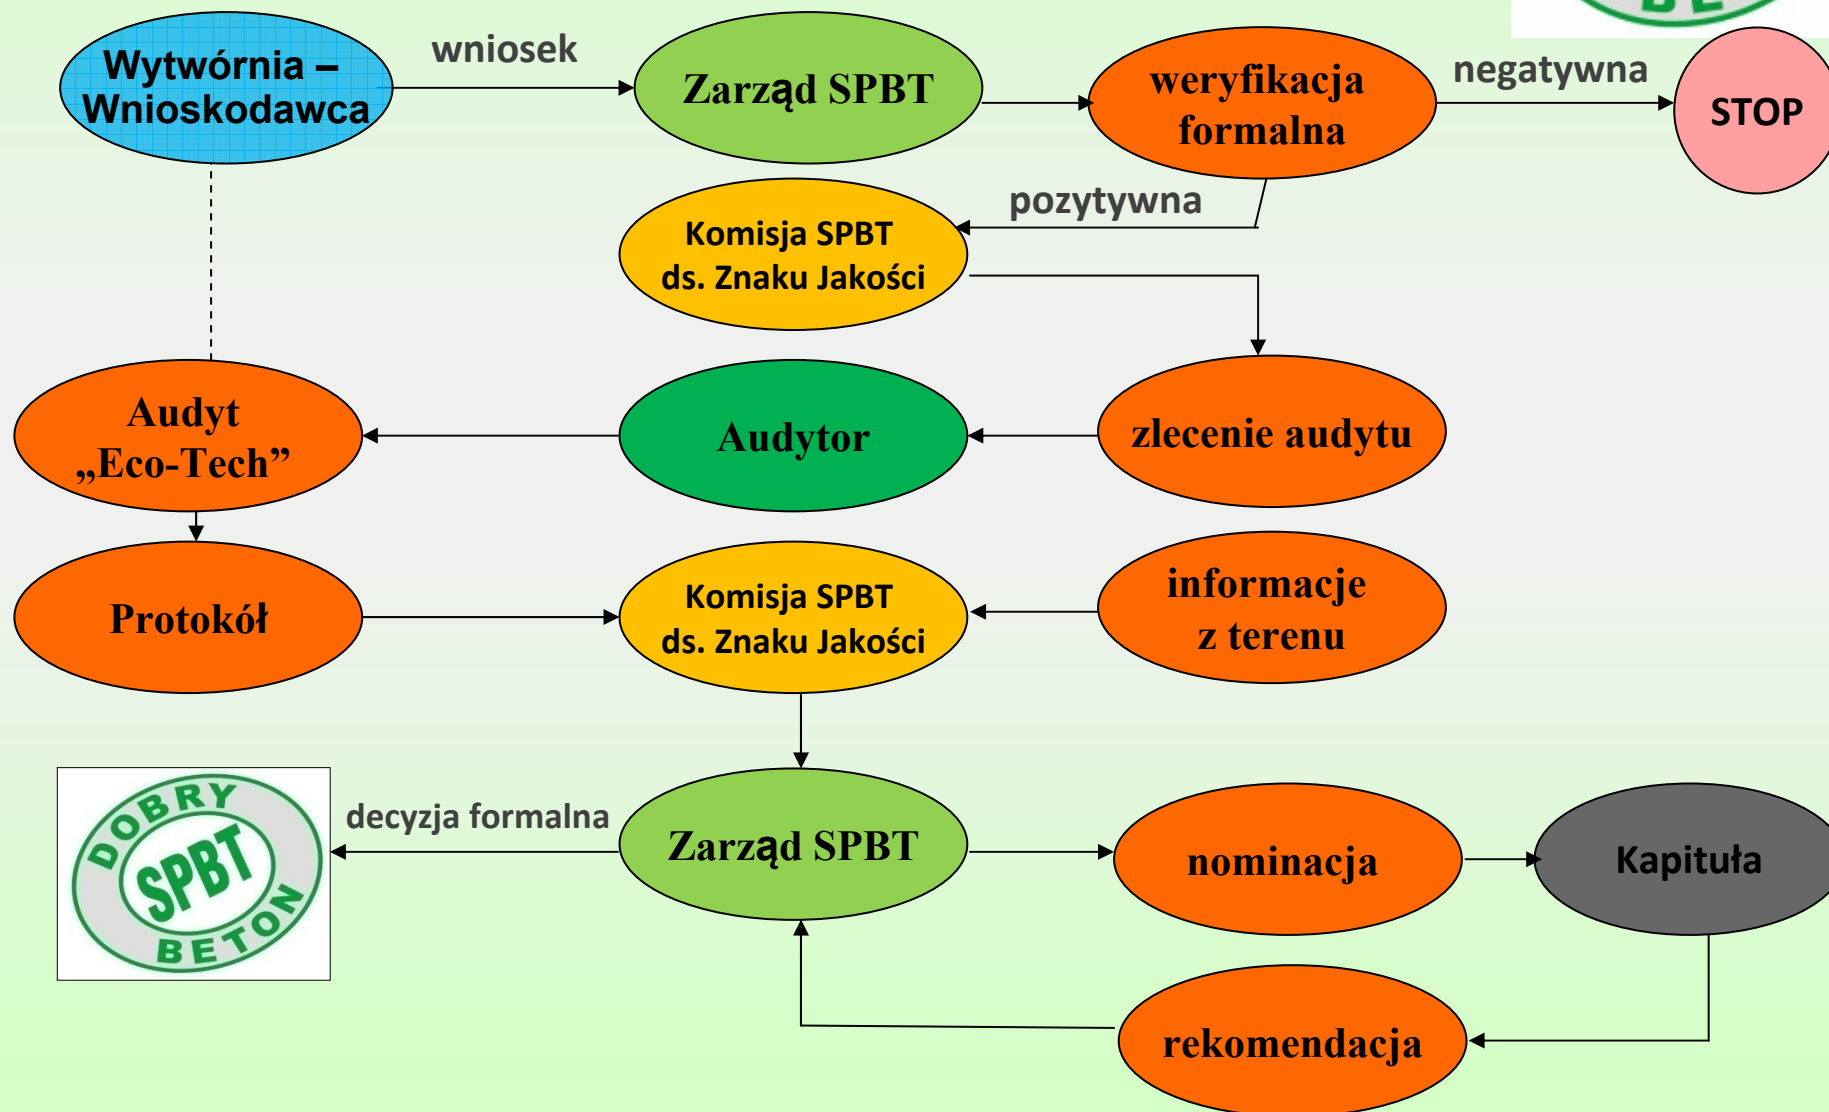 BE
Wytwórnia –
Wnioskodawca
wniosek
Zarząd SPBT
weryfikacja
formalna
negatywna
STOP
pozytywna
Komisja SPBT
ds. Znaku Jakości
Audyt
„Eco-Tech”
Audytor
zlecenie audytu
Protokół
Komisja SPBT
ds. Znaku Jakości
informacje
z terenu
DOBRY
SPBT
BETON
decyzja formalna
Zarząd SPBT
nominacja
Kapituła
rekomendacja